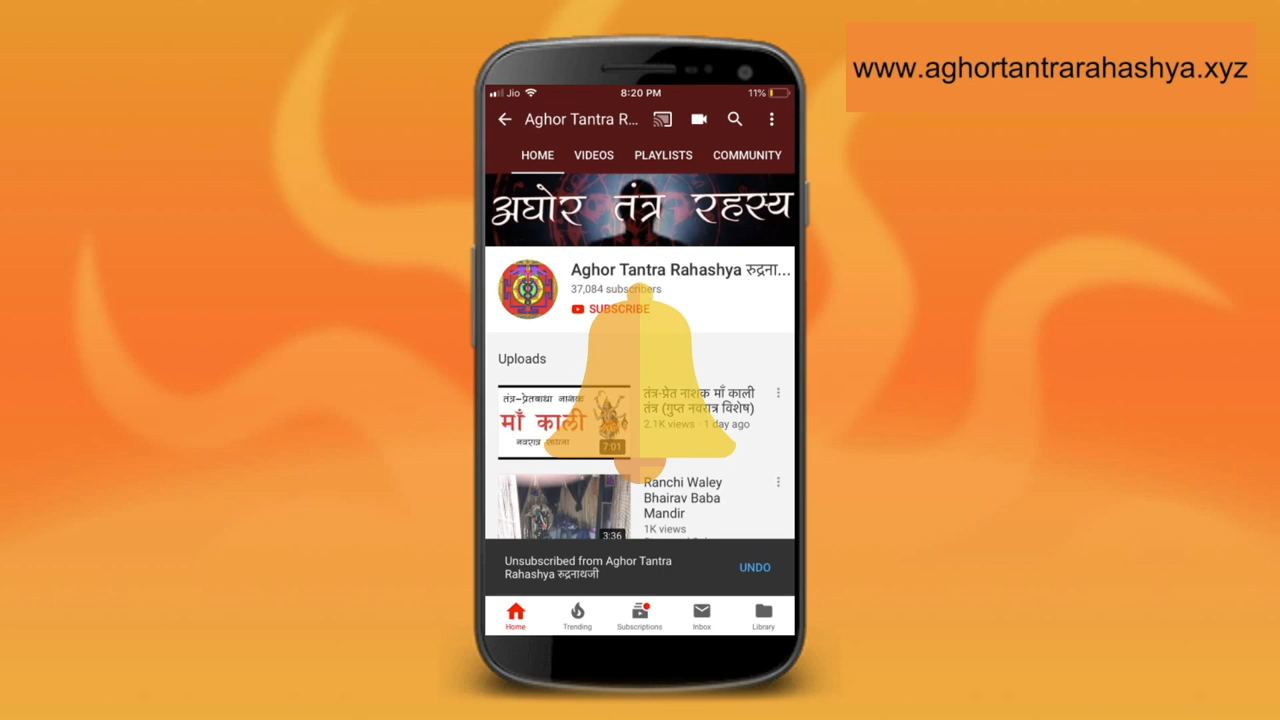 www.aghortantrarahashya.xyz
Jio 8:20 PM 11%
Aghor Tantra R...
HOME VIDEOS PLAYLISTS COMMUNITY
अघोर तंत्र रहस्य
Aghor Tantra Rahashya रुद्रना...
37,084 subscribers
SUBSCRIBE
Uploads
तंत्र-प्रेतबाधा नाशक
माँ काली
नवरात्र साधना
7:01
तंत्र-प्रेत नाशक माँ काली
तंत्र (गुप्त नवरात्र विशेष)
2.1K views · 1 day ago
Ranchi Waley
Bhairav Baba
Mandir
1K views
3:36
Unsubscribed from Aghor Tantra
Rahashya रुद्रनाथजी
UNDO
Home Trending Subscriptions Inbox Library